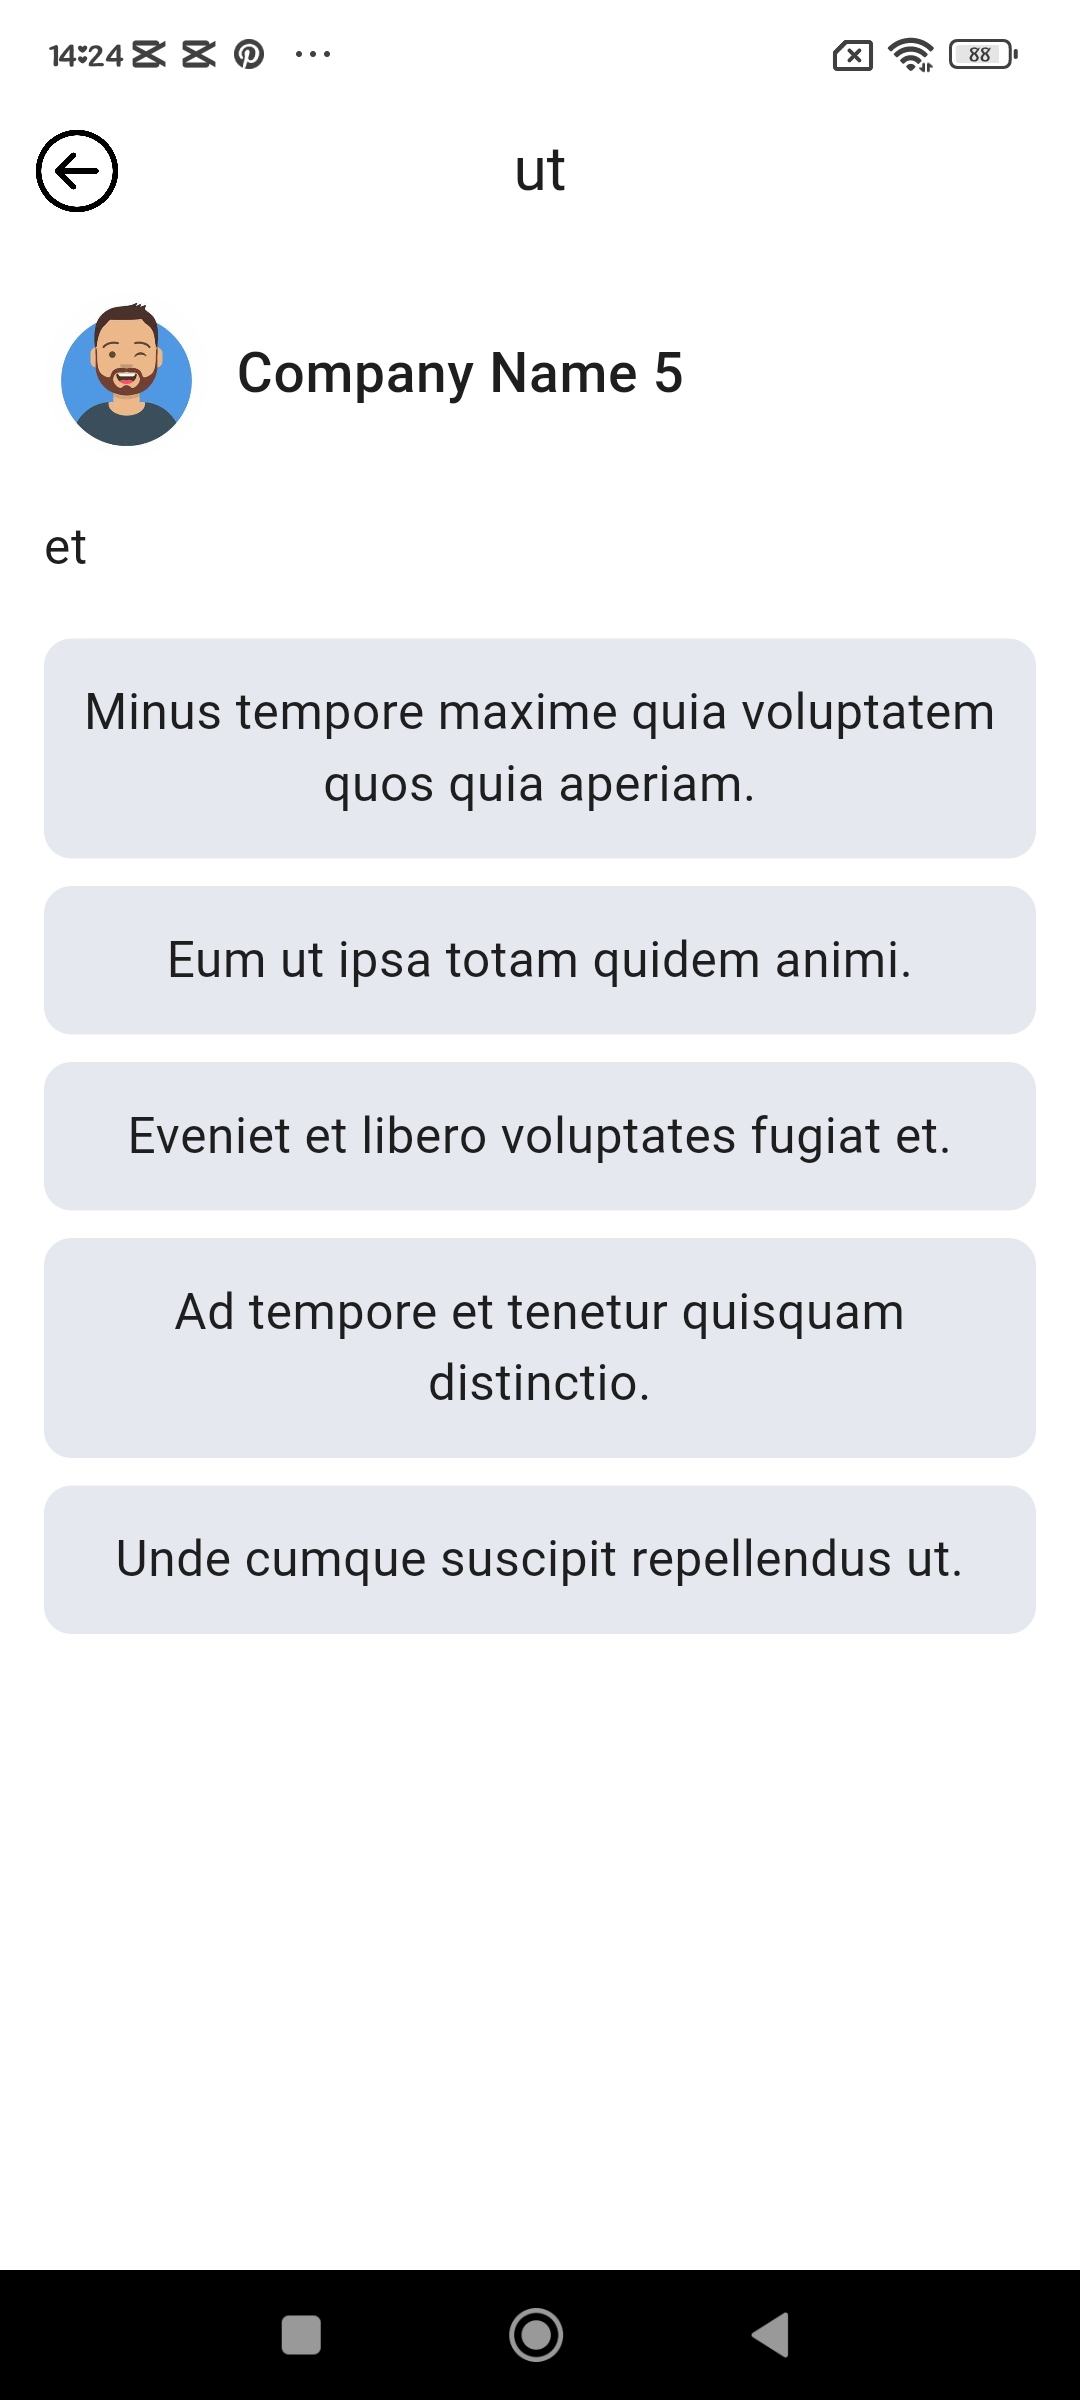 14:24
88
ut
Company Name 5
et
Minus tempore maxime quia voluptatem
quos quia aperiam.
Eum ut ipsa totam quidem animi.
Eveniet et libero voluptates fugiat et.
Ad tempore et tenetur quisquam
distinctio.
Unde cumque suscipit repellendus ut.